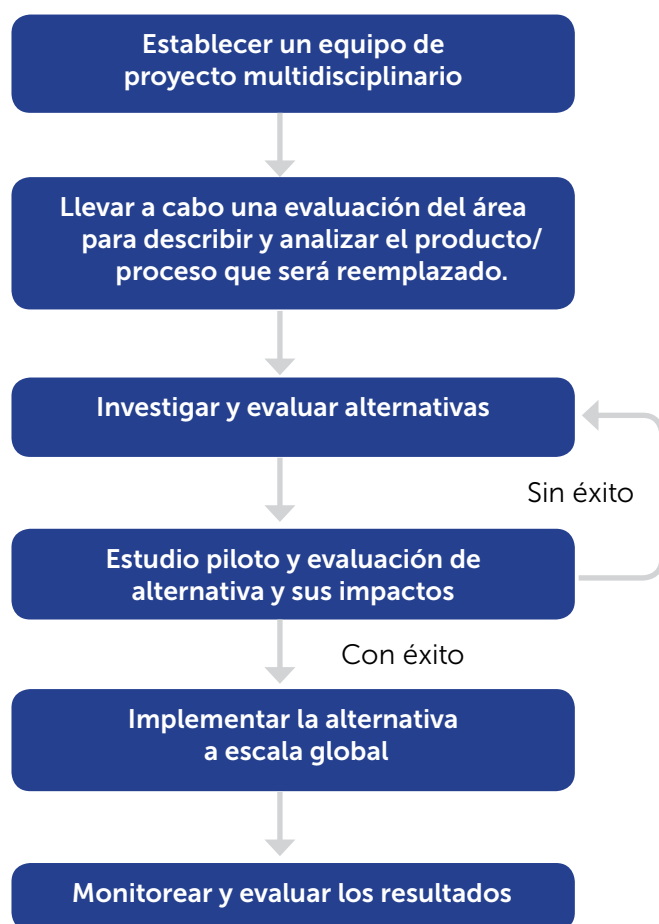 Establecer un equipo de
proyecto multidisciplinario
Llevar a cabo una evaluación del área
para describir y analizar el producto/
proceso que será reemplazado.
Investigar y evaluar alternativas
Sin éxito
Estudio piloto y evaluación de
alternativa y sus impactos
Con éxito
Implementar la alternativa
a escala global
Monitorear y evaluar los resultados